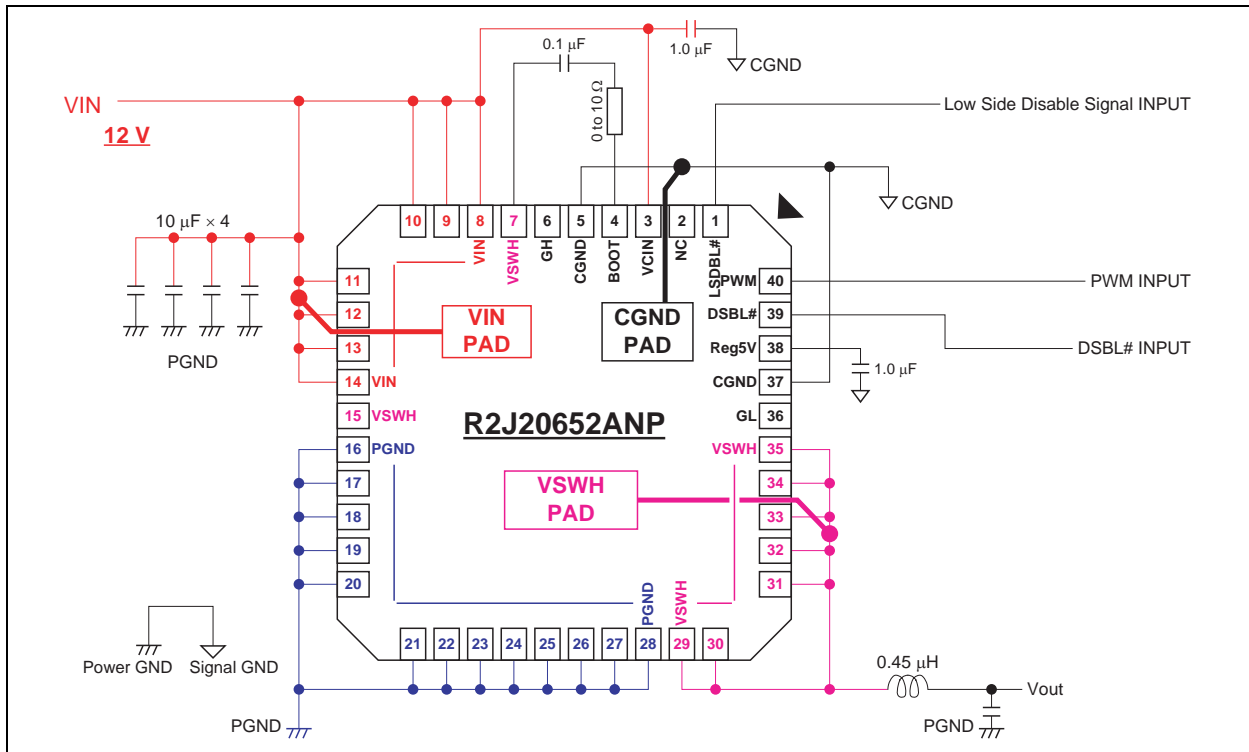 0.1 μF
1.0 μF
CGND
VIN
12 V
0 to 10 Ω
Low Side Disable Signal INPUT
CGND
10 μF × 4
10
9
8
7
6
5
4
3
2
1
VIN
VSWH
GH
CGND
BOOT
VCIN
NC
LSDBL#
11
12
13
14
VIN
15
VSWH
16
PGND
17
18
19
20
PGND
VIN
PAD
CGND
PAD
PWM
40
PWM INPUT
DSBL#
39
DSBL# INPUT
Reg5V
38
1.0 μF
CGND
37
GL
36
R2J20652ANP
VSWH
35
34
33
32
31
VSWH
PAD
PGND
VSWH
21
22
23
24
25
26
27
28
29
30
Power GND
Signal GND
PGND
0.45 μH
Vout
PGND